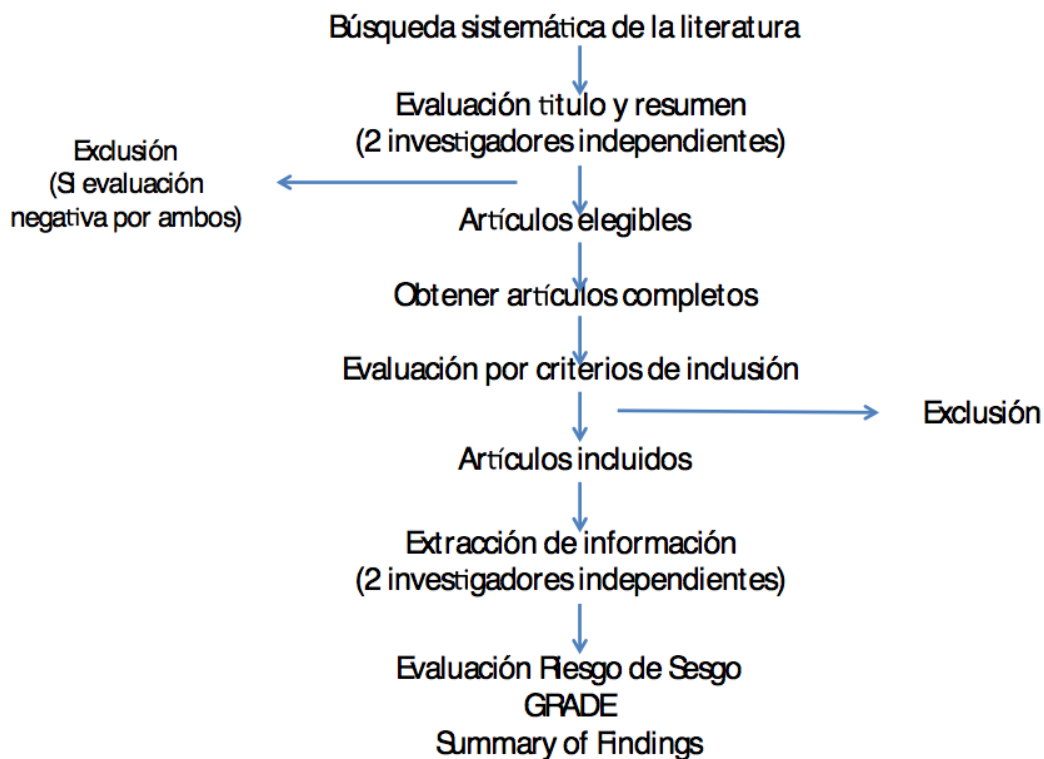 Búsqueda sistemática de la literatura
Evaluación titulo y resumen
(2 investigadores independientes)
Exclusión
(Si evaluación
negativa por ambos)
Artículos elegibles
Obtener artículos completos
Evaluación por criterios de inclusión
Exclusión
Artículos incluidos
Extracción de información
(2 investigadores independientes)
Evaluación Riesgo de Sesgo
GRADE
Summary of Findings